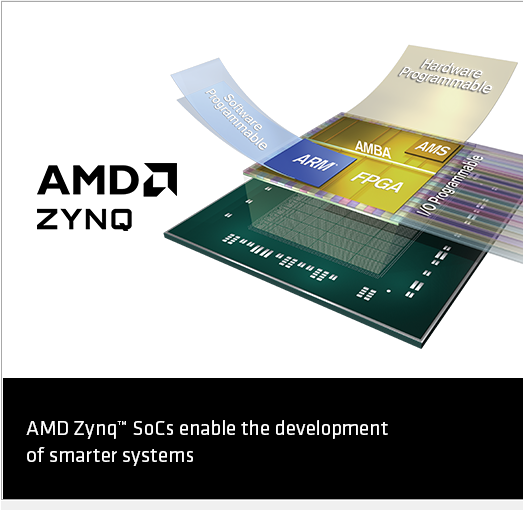 Hardware
Programmable
Software
Programmable
AMBA
AMS
ARM®
FPGA
I/O Programmable
AMD
ZYNQ
AMD Zynq™ SoCs enable the development
of smarter systems